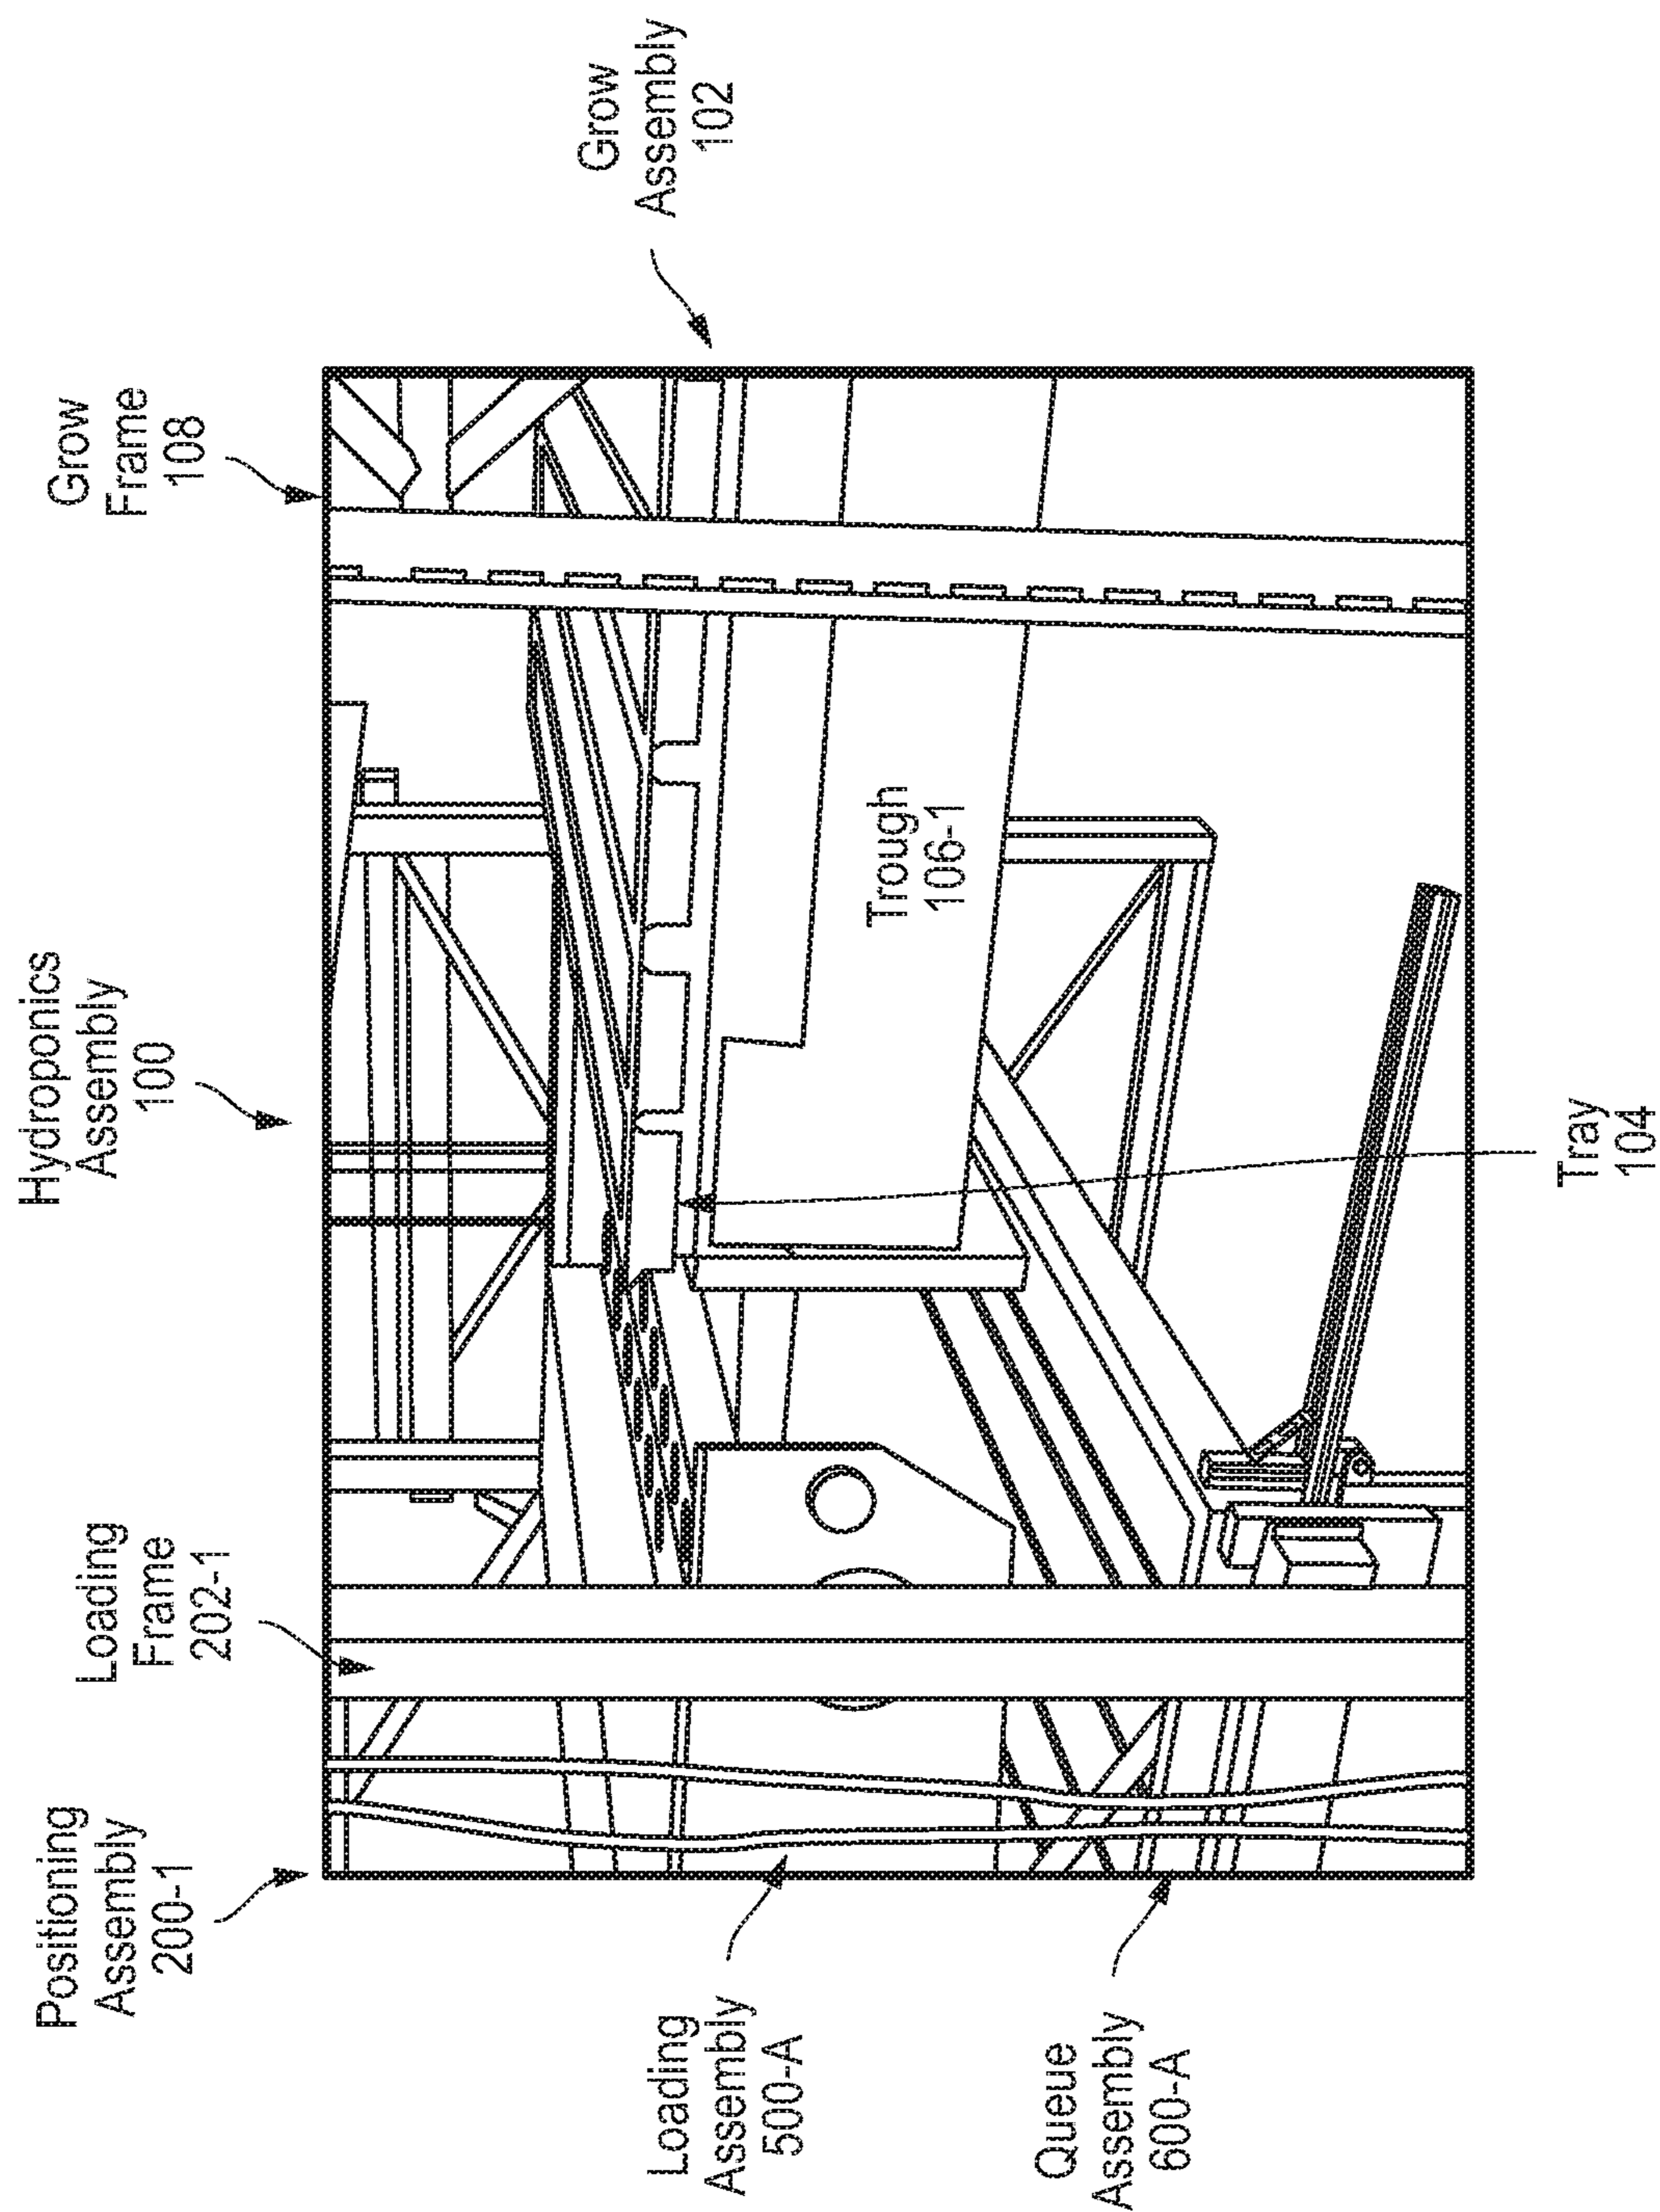 Positioning
Assembly
200-1
Loading
Frame
202-1
Hydroponics
Assembly
100
Grow
Frame
108
Grow
Assembly
102
Trough
106-1
Loading
Assembly
500-A
Queue
Assembly
600-A
Tray
104